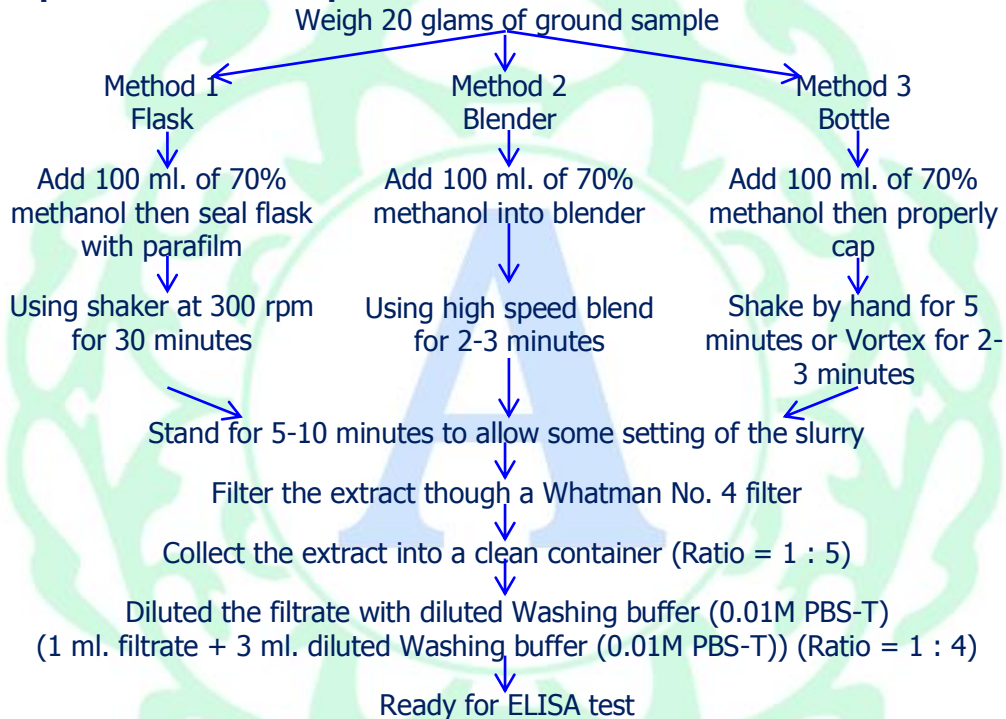 Weigh 20 glams of ground sample
Method 1
Flask
Method 2
Blender
Method 3
Bottle
Add 100 ml. of 70%
methanol then seal flask
with parafilm
Add 100 ml. of 70%
methanol into blender
Add 100 ml. of 70%
methanol then properly
cap
Using shaker at 300 rpm
for 30 minutes
Using high speed blend
for 2-3 minutes
Shake by hand for 5
minutes or Vortex for 2-
3 minutes
Stand for 5-10 minutes to allow some setting of the slurry
Filter the extract though a Whatman No. 4 filter
Collect the extract into a clean container (Ratio = 1 : 5)
Diluted the filtrate with diluted Washing buffer (0.01M PBS-T)
(1 ml. filtrate + 3 ml. diluted Washing buffer (0.01M PBS-T)) (Ratio = 1 : 4)
Ready for ELISA test
A